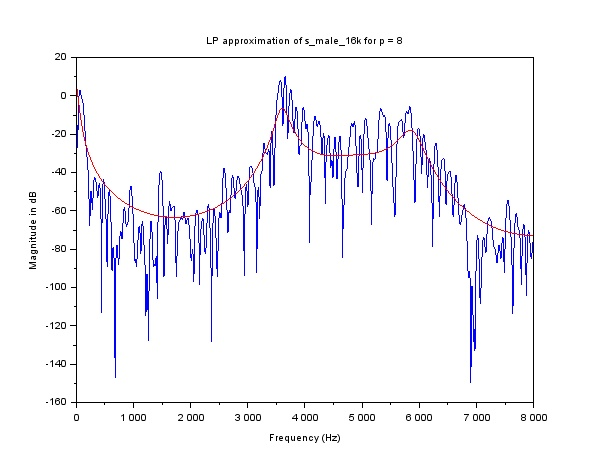 LP approximation of s_male_16k for p = 8
20
0
-20
-40
-60
-80
-100
-120
-140
-160
Magnitude in dB
0 1 000 2 000 3 000 4 000 5 000 6 000 7 000 8 000
Frequency (Hz)